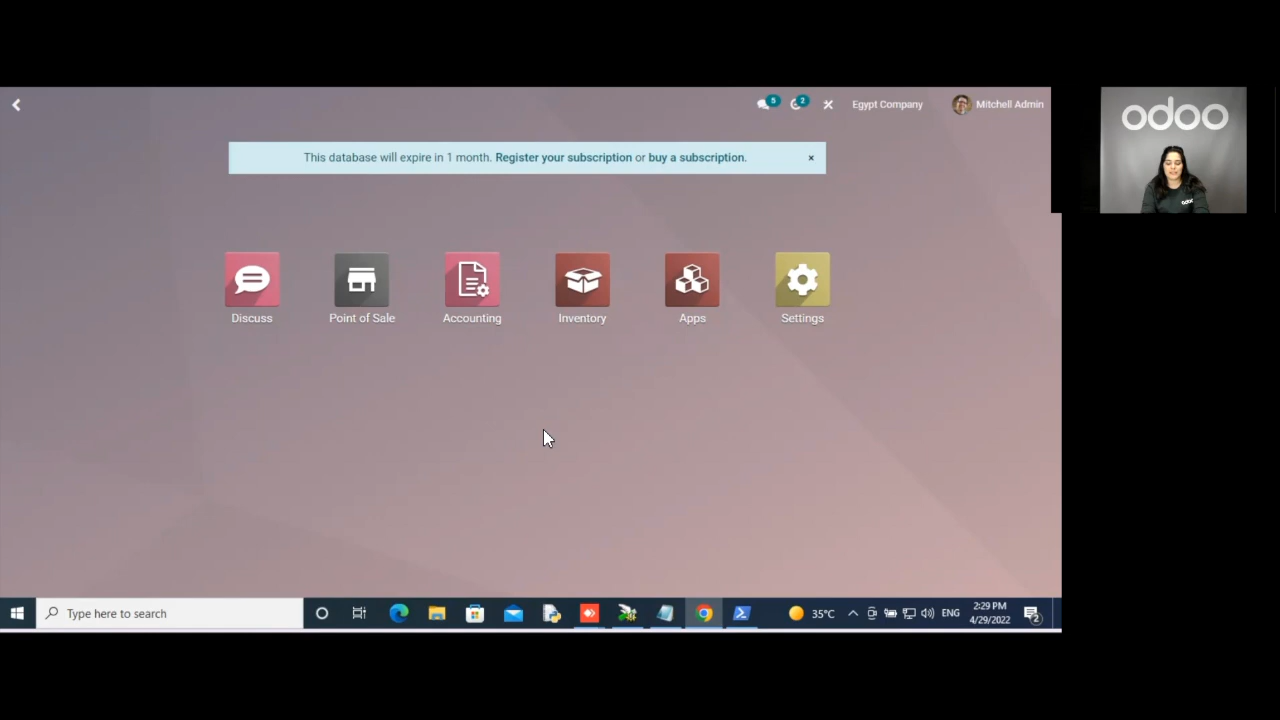 5
2
Egypt Company
Mitchell Admin
odoo
This database will expire in 1 month. Register your subscription or buy a subscription.
×
Discuss
Point of Sale
Accounting
Inventory
Apps
Settings
odoo
Type here to search
35°C
ENG
2:29 PM
4/29/2022
2